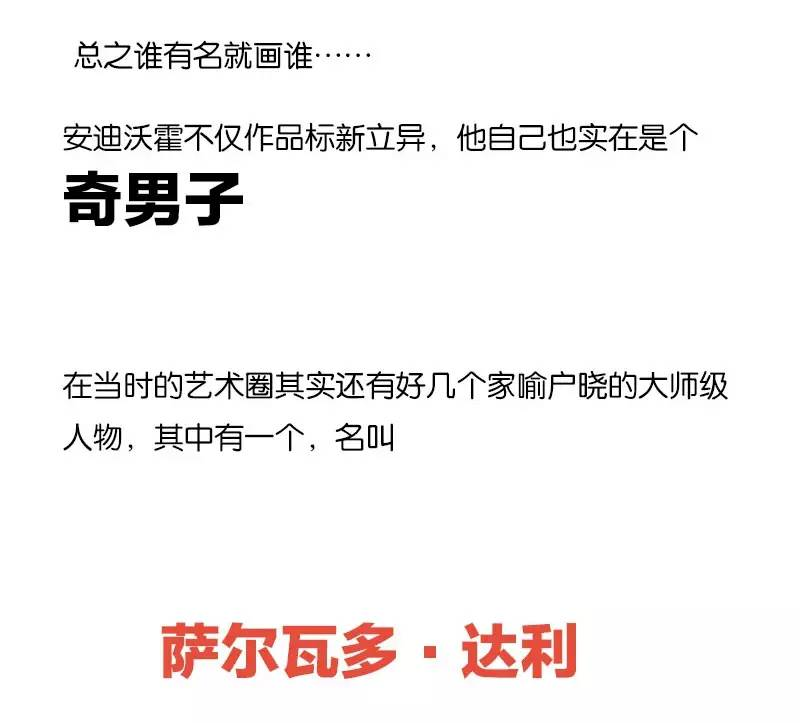 总之谁有名就画谁……
安迪沃霍不仅作品标新立异，他自己也实在是个
奇男子
在当时的艺术圈其实还有好几个家喻户晓的大师级
人物，其中有一个，名叫
萨尔瓦多·达利